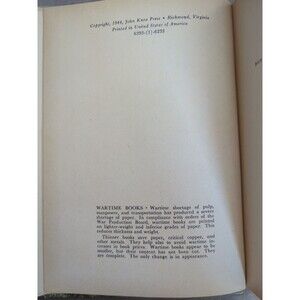 Copyright, 1944, John Knox Press • Richmond, Virginia
Printed in United States of America
6293-(1)-6235
WARTIME BOOKS • Wartime shortage of pulp,
manpower, and transportation has produced a severe
shortage of paper. In compliance with orders of the
War Production Board, wartime books are printed
on lighter-weight and inferior grades of paper. This
reduces thickness and weight.
Thinner books save paper, critical copper, and
other metals. They help also to avoid wartime in-
creases in book prices. Wartime books appear to be
smaller, but their content has not been cut. They
are complete. The only change is in appearance.